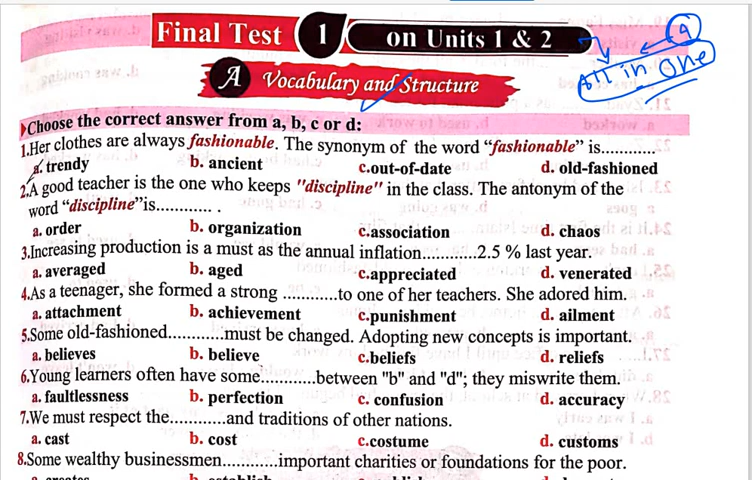 Final Test 1 on Units 1 & 2
A Vocabulary and Structure
All in One
Choose the correct answer from a, b, c or d:
1.Her clothes are always fashionable. The synonym of the word "fashionable" is............
a. trendy b. ancient c.out-of-date d. old-fashioned
2.A good teacher is the one who keeps "discipline" in the class. The antonym of the
word "discipline"is............ .
a. order b. organization c.association d. chaos
3.Increasing production is a must as the annual inflation...........2.5 % last year.
a. averaged b. aged c.appreciated d. venerated
4.As a teenager, she formed a strong ...........to one of her teachers. She adored him.
a. attachment b. achievement c.punishment d. ailment
5.Some old-fashioned............must be changed. Adopting new concepts is important.
a. believes b. believe c.beliefs d. reliefs
6.Young learners often have some............between "b" and "d"; they miswrite them.
a. faultlessness b. perfection c. confusion d. accuracy
7.We must respect the............and traditions of other nations.
a. cast b. cost c.costume d. customs
8.Some wealthy businessmen...........important charities or foundations for the poor.